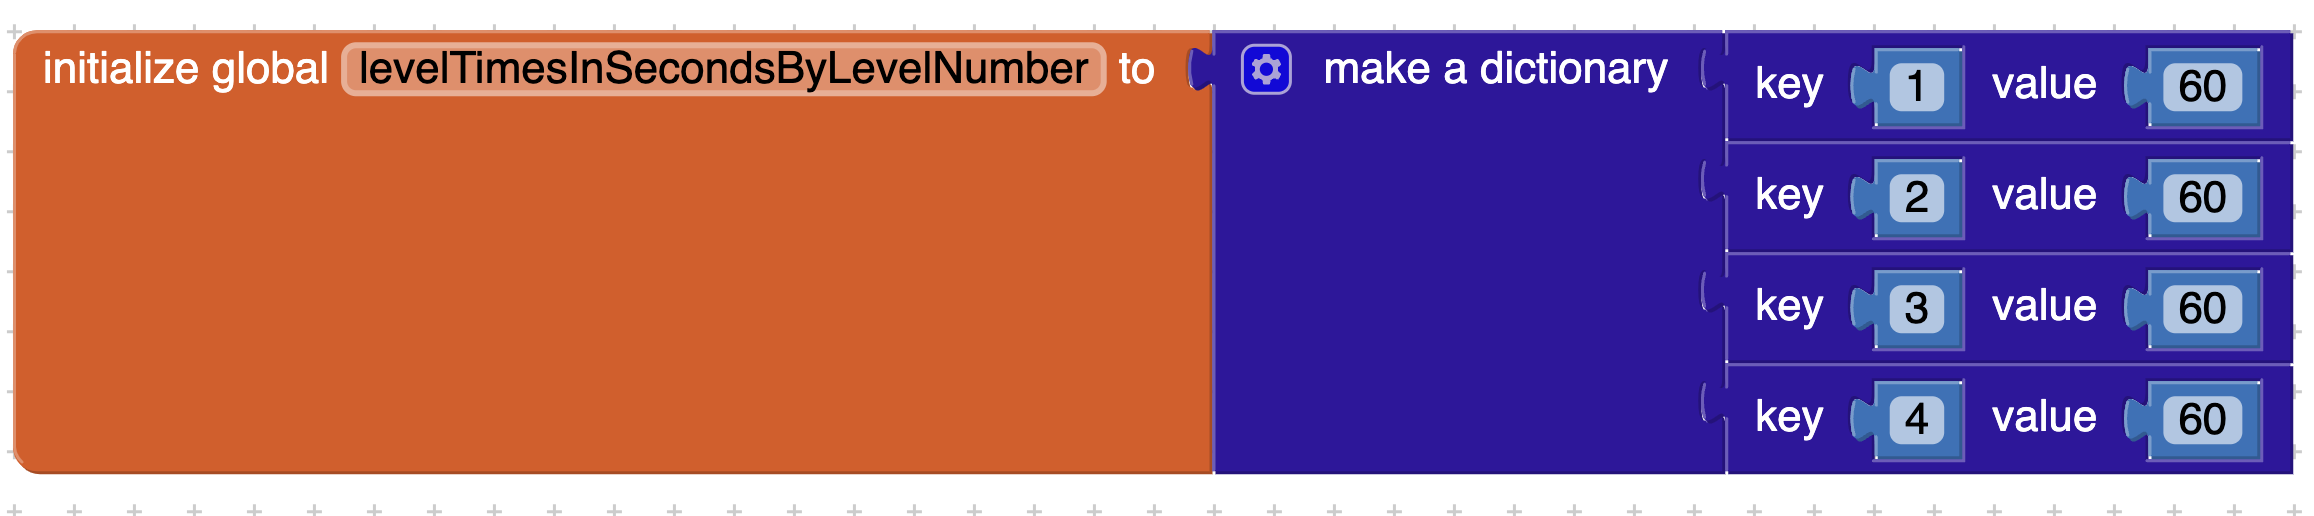 initialize global levelTimesInSecondsByLevelNumber to make a dictionary key 1 value 60
key 2 value 60
key 3 value 60
key 4 value 60